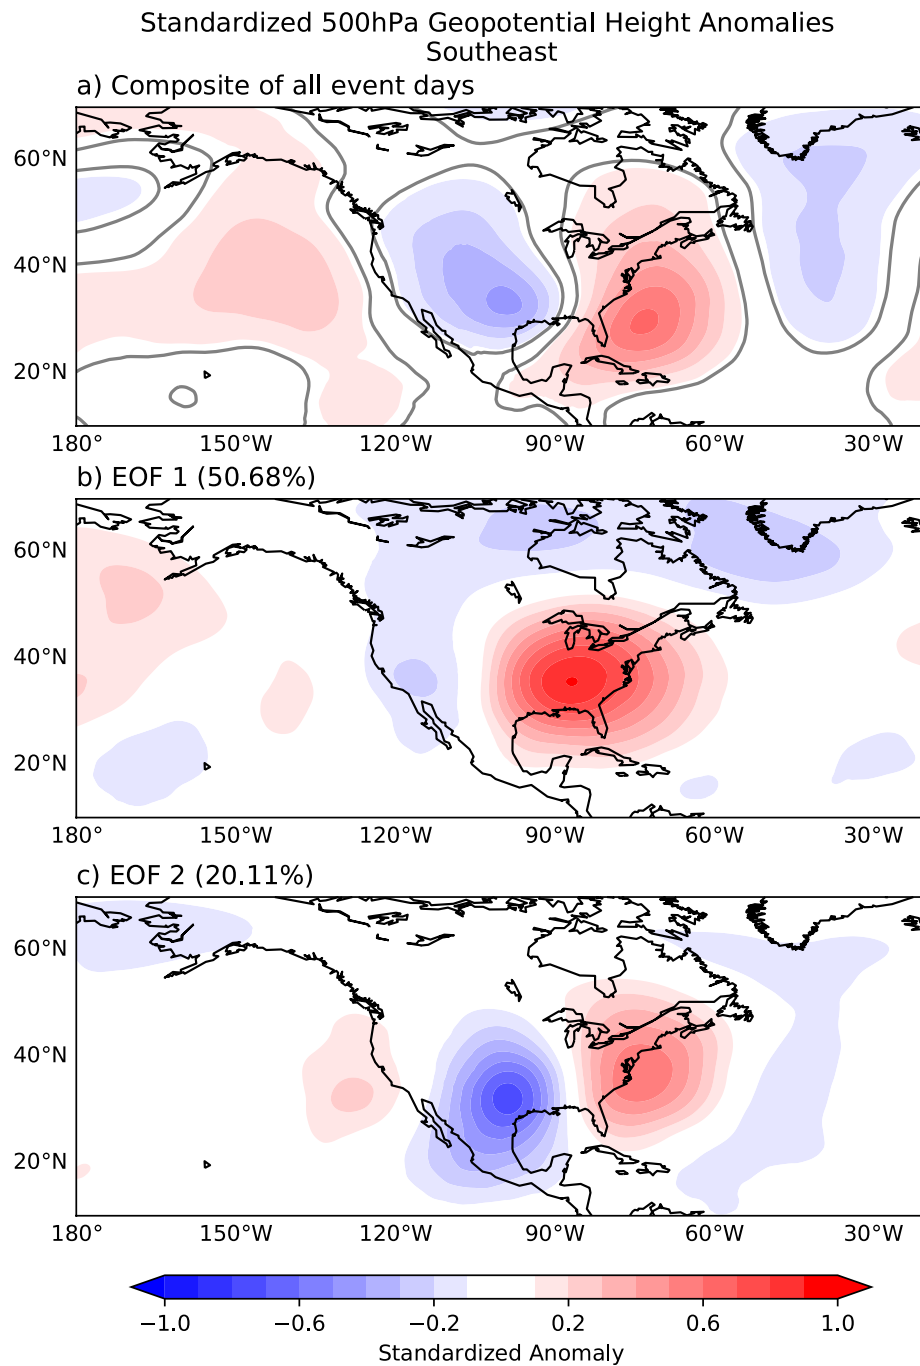 Standardized 500hPa Geopotential Height Anomalies
Southeast
a) Composite of all event days
60°N
40°N
20°N
180° 150°W 120°W 90°W 60°W 30°W
b) EOF 1 (50.68%)
60°N
40°N
20°N
180° 150°W 120°W 90°W 60°W 30°W
c) EOF 2 (20.11%)
60°N
40°N
20°N
180° 150°W 120°W 90°W 60°W 30°W
−1.0 −0.6 −0.2 0.2 0.6 1.0
Standardized Anomaly